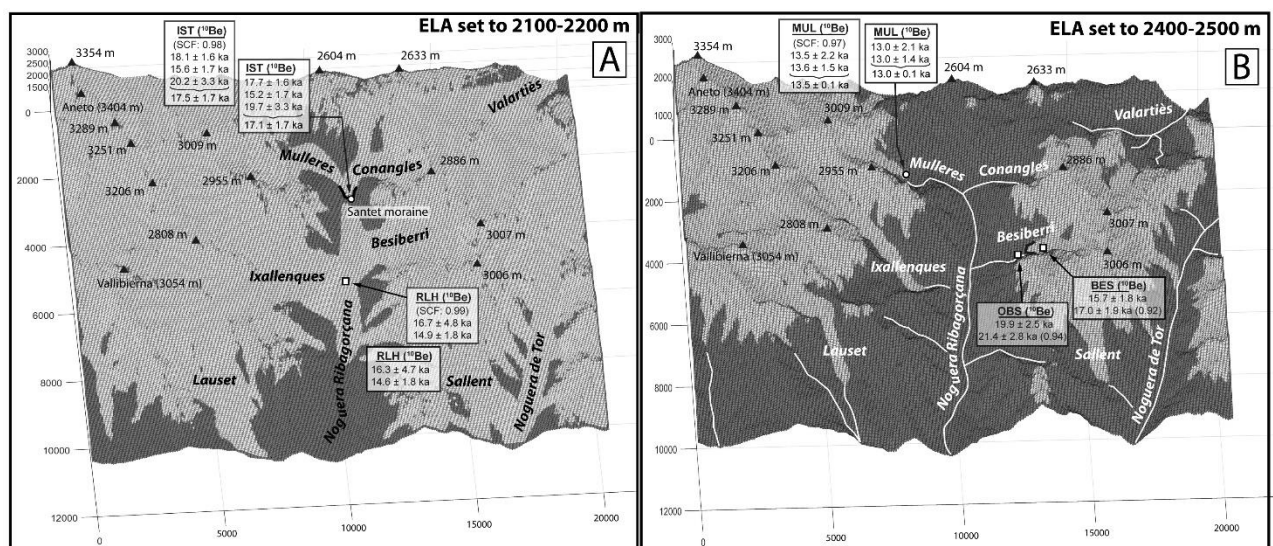 ELA set to 2100-2200 m
A
IST (¹⁰Be)
(SCF: 0.98)
18.1 ± 1.6 ka
15.6 ± 1.7 ka
20.2 ± 3.3 ka
17.5 ± 1.7 ka
IST (¹⁰Be)
17.7 ± 1.6 ka
15.2 ± 1.7 ka
19.7 ± 3.3 ka
17.1 ± 1.7 ka
3354 m
2604 m
2633 m
Aneto (3404 m)
3289 m
3251 m
3009 m
3206 m
2955 m
2886 m
2808 m
3007 m
3006 m
Vallibierna (3054 m)
Valartiès
Mulleres
Conangles
Santet moraine
Besiberri
Ixallenques
RLH (¹⁰Be)
(SCF: 0.99)
16.7 ± 4.8 ka
14.9 ± 1.8 ka
RLH (¹⁰Be)
16.3 ± 4.7 ka
14.6 ± 1.8 ka
Lauset
Noguera Ribagorçana
Sallent
Noguera de Tor
3000
2500
2000
1500
0
2000
4000
6000
8000
10000
12000
0
5000
10000
15000
20000
ELA set to 2400-2500 m
B
MUL (¹⁰Be)
(SCF: 0.97)
13.5 ± 2.2 ka
13.6 ± 1.5 ka
13.5 ± 0.1 ka
MUL (¹⁰Be)
13.0 ± 2.1 ka
13.0 ± 1.4 ka
13.0 ± 0.1 ka
3354 m
2604 m
2633 m
Aneto (3404 m)
3289 m
3009 m
3251 m
3206 m
2955 m
2886 m
2808 m
3007 m
3006 m
Vallibierna (3054 m)
Valartiès
Mulleres
Conangles
Besiberri
Ixallenques
BES (¹⁰Be)
15.7 ± 1.8 ka
17.0 ± 1.9 ka (0.92)
OBS (¹⁰Be)
19.9 ± 2.5 ka
21.4 ± 2.8 ka (0.94)
Lauset
Noguera Ribagorçana
Sallent
Noguera de Tor
3000
2000
1000
0
2000
4000
6000
8000
10000
12000
0
5000
10000
15000
20000